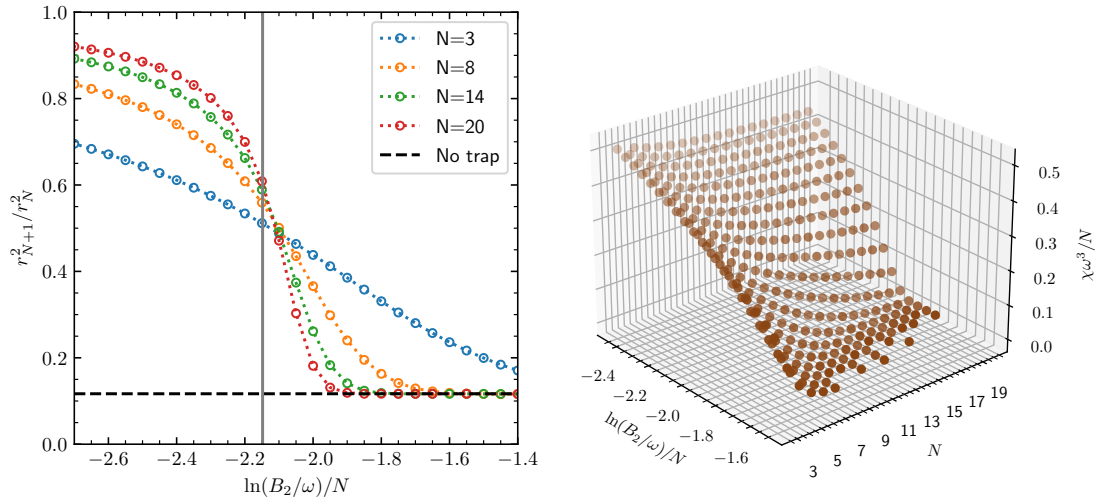 1.0
0.8
0.6
0.4
0.2
0.0
r²_{N+1}/r²_N
N=3
N=8
N=14
N=20
No trap
−2.6 −2.4 −2.2 −2.0 −1.8 −1.6 −1.4
ln(B₂/ω)/N
0.5
0.4
0.3
0.2
0.1
0.0
χω³/N
−2.4
−2.2
−2.0
−1.8
−1.6
ln(B₂/ω)/N
3 5 7 9 11 13 15 17 19
N